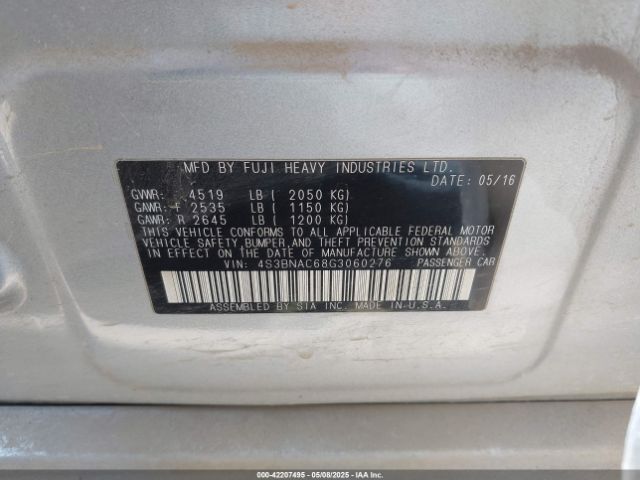 MFD BY FUJI HEAVY INDUSTRIES LTD.
DATE: 05/16
GVWR: 4519 LB ( 2050 KG)
GAWR: F 2535 LB ( 1150 KG)
GAWR: R 2645 LB ( 1200 KG)
THIS VEHICLE CONFORMS TO ALL APPLICABLE FEDERAL MOTOR
VEHICLE SAFETY, BUMPER, AND THEFT PREVENTION STANDARDS
IN EFFECT ON THE DATE OF MANUFACTURE SHOWN ABOVE.
VIN: 4S3BNAC68G3060276 PASSENGER CAR
ASSEMBLED BY SIA INC. MADE IN U.S.A.
000-42207495 - 05/08/2025 - IAAI.COM